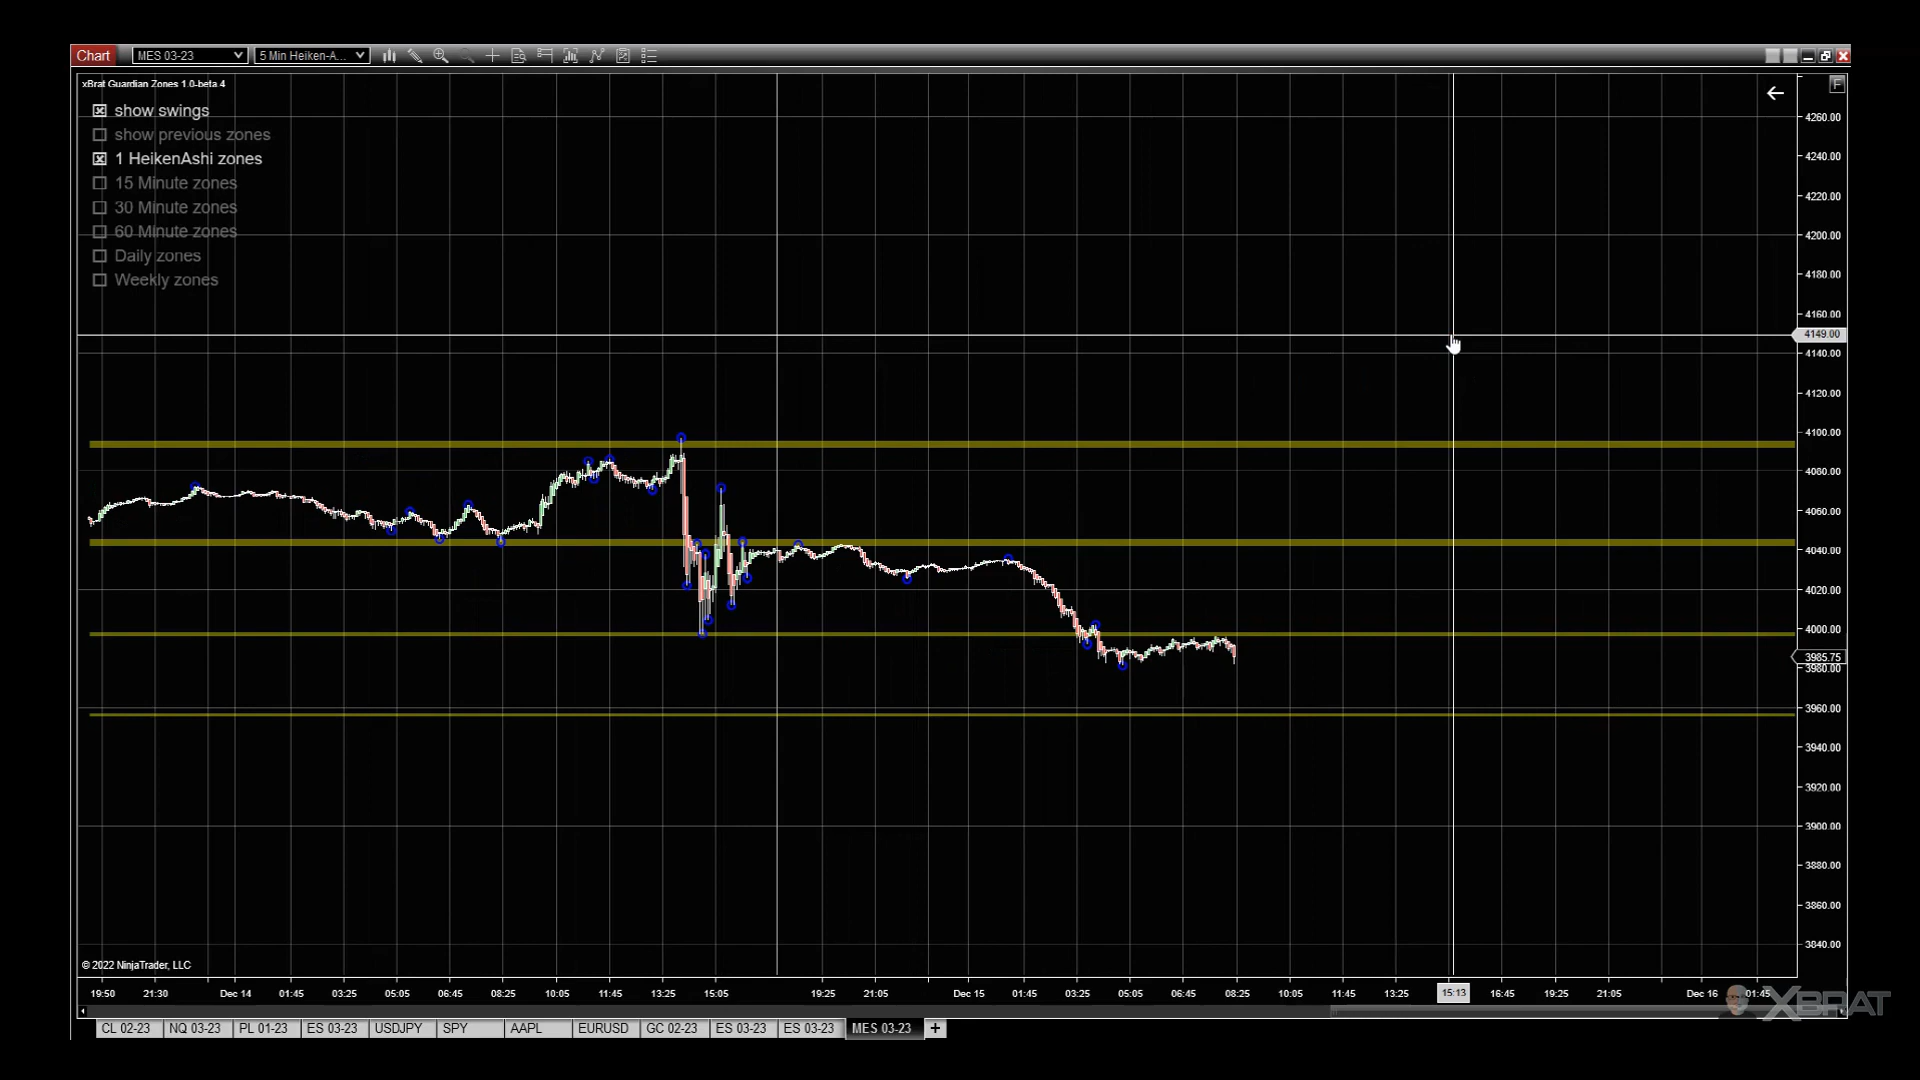 Chart MES 03-23 5 Min Heiken-A...
xBrat Guardian Zones 1.0-beta 4
F
show swings
show previous zones
1 HeikenAshi zones
15 Minute zones
30 Minute zones
60 Minute zones
Daily zones
Weekly zones
4260.00
4240.00
4220.00
4200.00
4180.00
4160.00
4149.00
4140.00
4120.00
4100.00
4080.00
4060.00
4040.00
4020.00
4000.00
3985.75
3980.00
3960.00
3940.00
3920.00
3900.00
3880.00
3860.00
3840.00
© 2022 NinjaTrader, LLC
19:50 21:30 Dec 14 01:45 03:25 05:05 06:45 08:25 10:05 11:45 13:25 15:05 19:25 21:05 Dec 15 01:45 03:25 05:05 06:45 08:25 10:05 11:45 13:25 15:13 16:45 19:25 21:05 Dec 16 01:45
XBRAT
CL 02-23 NQ 03-23 PL 01-23 ES 03-23 USDJPY SPY AAPL EURUSD GC 02-23 ES 03-23 ES 03-23 MES 03-23 +